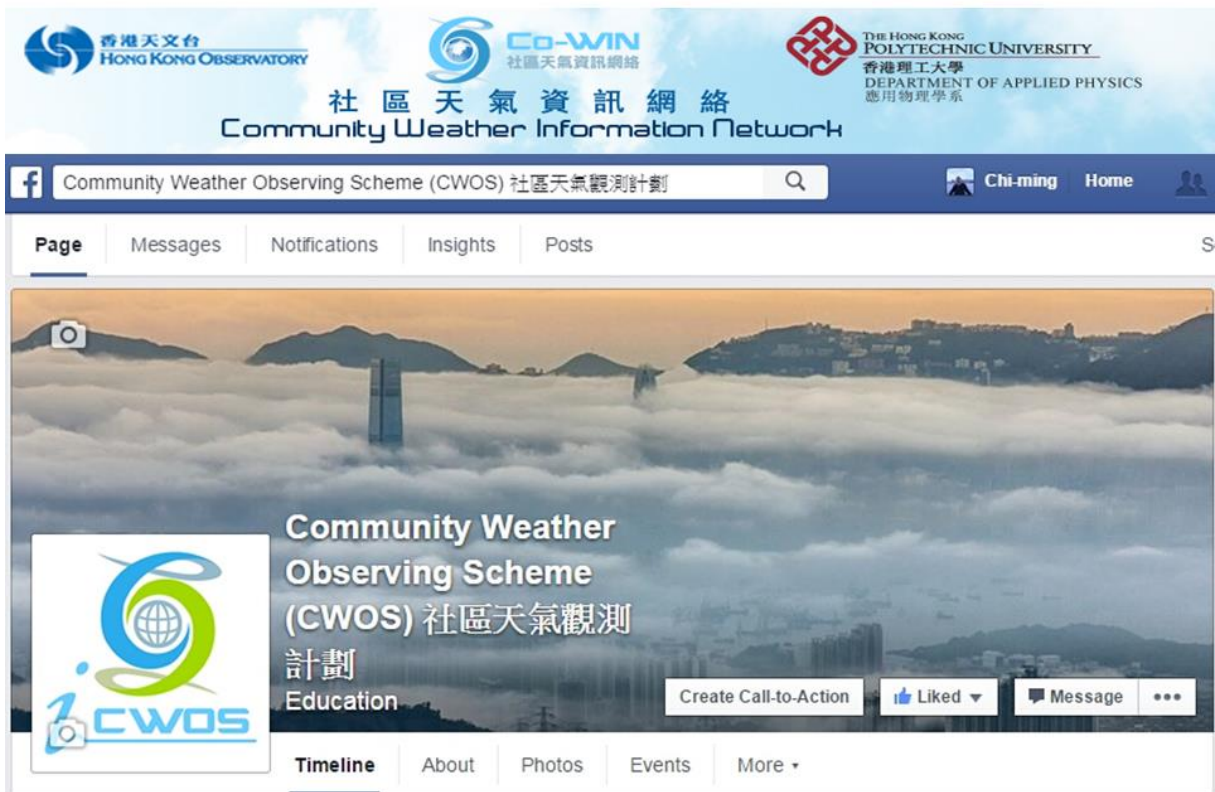 香港天文台
HONG KONG OBSERVATORY
Co-WIN
社區天氣資訊網絡
THE HONG KONG
POLYTECHNIC UNIVERSITY
香港理工大學
DEPARTMENT OF APPLIED PHYSICS
應用物理學系
社區天氣資訊網絡
Community Weather Information Network
f Community Weather Observing Scheme (CWOS) 社區天氣觀測計劃 Chi-ming Home
Page Messages Notifications Insights Posts
Community Weather
Observing Scheme
(CWOS) 社區天氣觀測
計劃
Education
i CWOS
Create Call-to-Action Liked Message
Timeline About Photos Events More